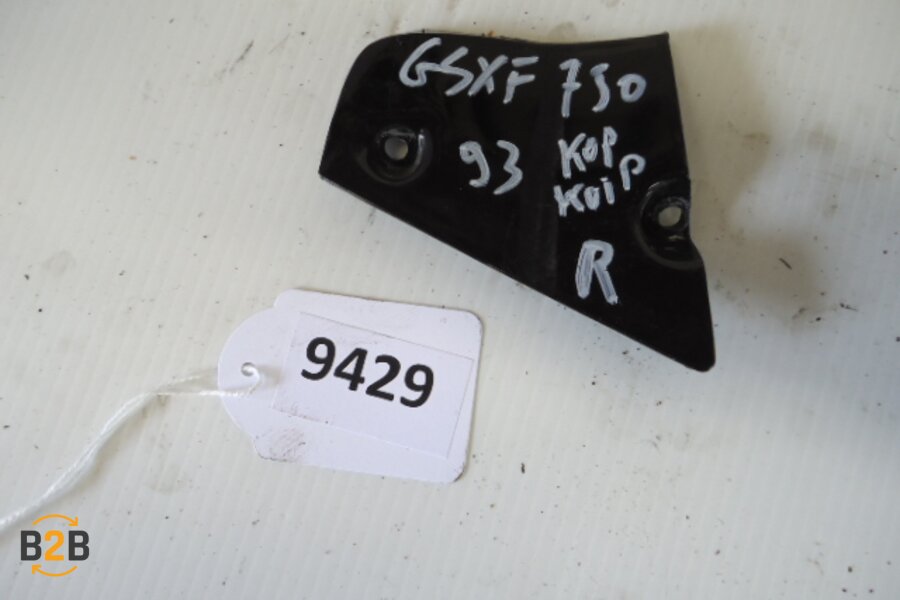 GSXF 750
93 Kop
Kuip
R
9429
B2B